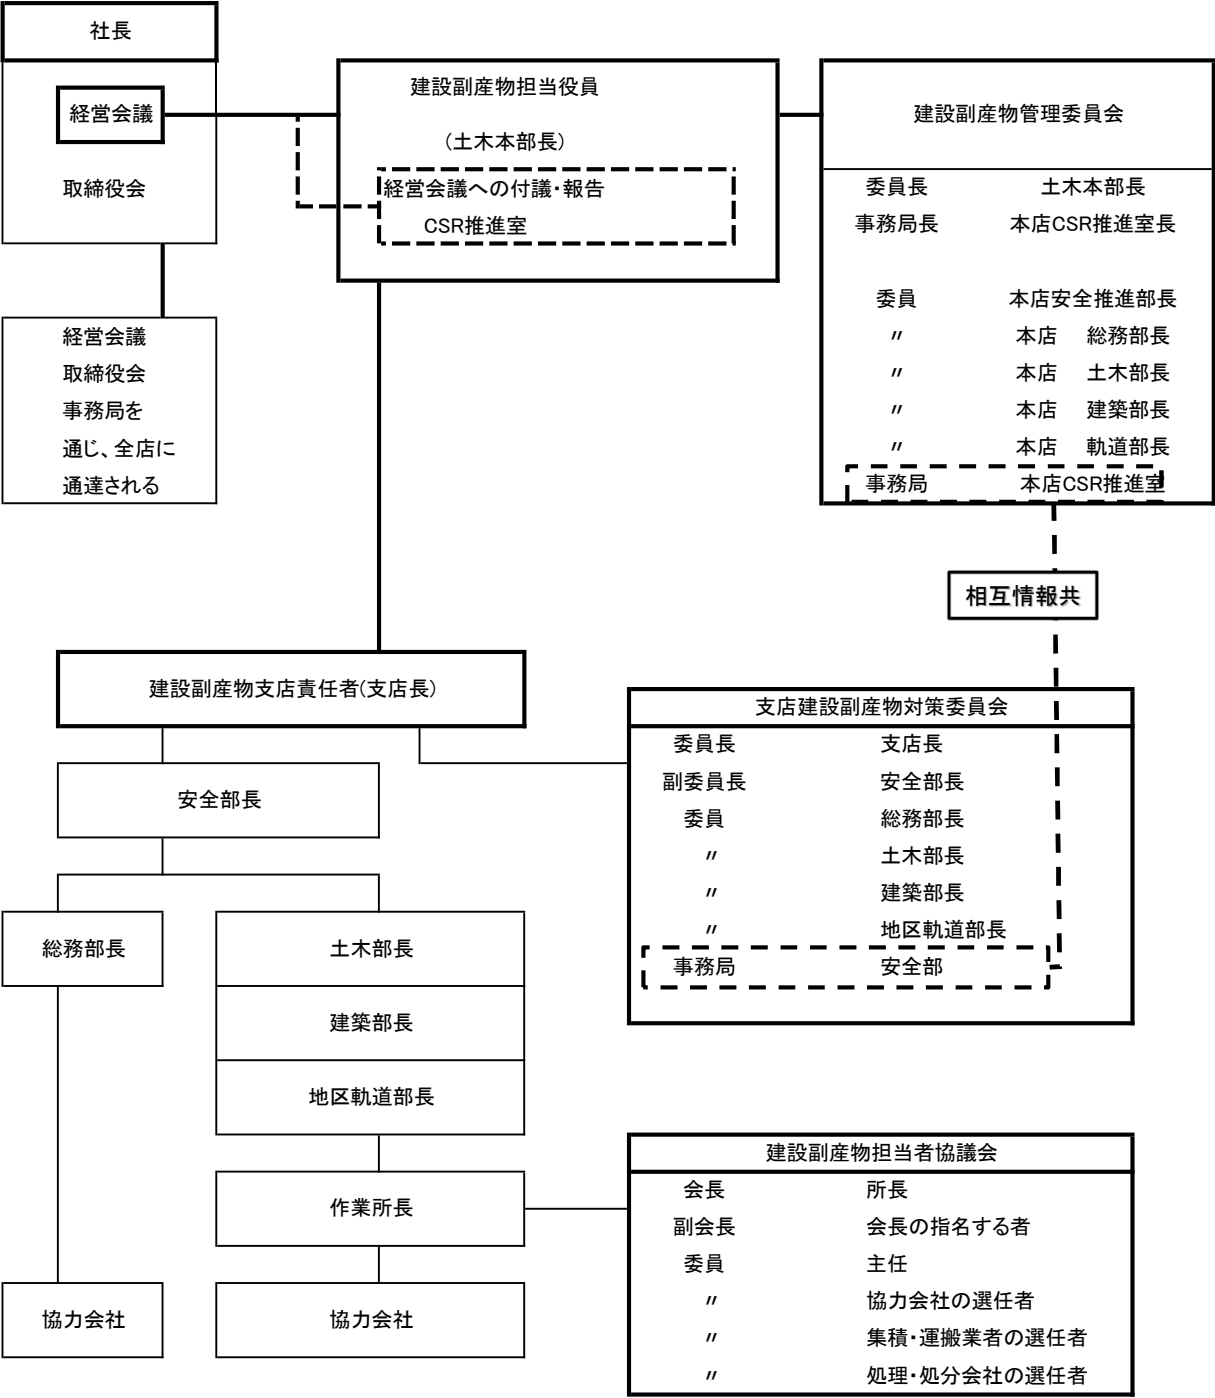 社長
経営会議
取締役会
建設副産物担当役員
(土木本部長)
経営会議への付議・報告
CSR推進室
建設副産物管理委員会
委員長 土木本部長
事務局長 本店CSR推進室長
委員 本店安全推進部長
〃 本店 総務部長
〃 本店 土木部長
〃 本店 建築部長
〃 本店 軌道部長
事務局 本店CSR推進室
経営会議
取締役会
事務局を
通じ、全店に
通達される
相互情報共
建設副産物支店責任者(支店長)
支店建設副産物対策委員会
委員長 支店長
副委員長 安全部長
委員 総務部長
〃 土木部長
〃 建築部長
〃 地区軌道部長
事務局 安全部
安全部長
総務部長
土木部長
建築部長
地区軌道部長
作業所長
協力会社
協力会社
建設副産物担当者協議会
会長 所長
副会長 会長の指名する者
委員 主任
〃 協力会社の選任者
〃 集積・運搬業者の選任者
〃 処理・処分会社の選任者